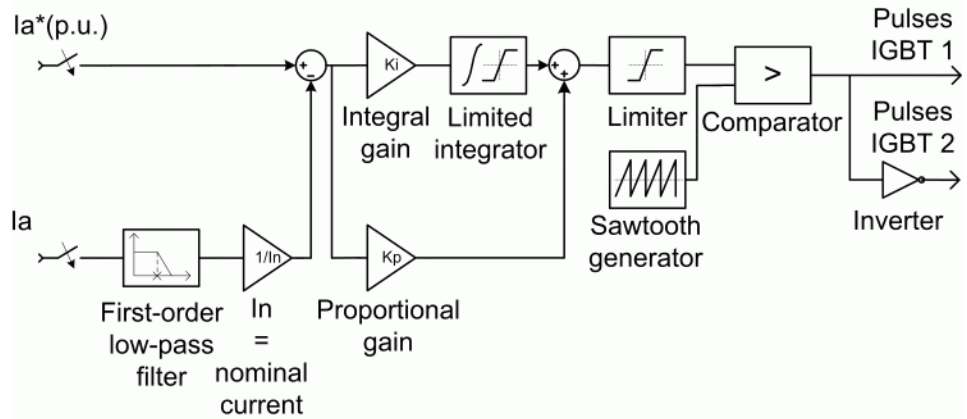 Ia*(p.u.)
+
−
Ki
Integral
gain
Limited
integrator
+
+
Limiter
>
Comparator
Pulses
IGBT 1
Pulses
IGBT 2
Inverter
Sawtooth
generator
Ia
First-order
low-pass
filter
1/In
In
=
nominal
current
Kp
Proportional
gain